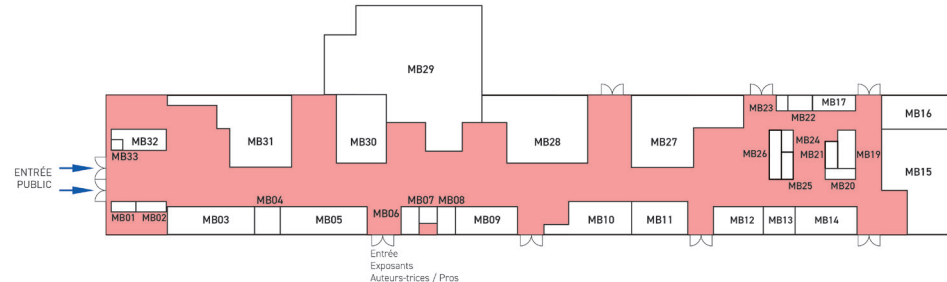 MB29
MB23
MB17
MB22
MB16
MB32
MB33
MB31
MB30
MB28
MB27
MB26
MB24
MB21
MB19
MB25
MB20
MB15
ENTRÉE
PUBLIC
MB01
MB02
MB03
MB04
MB05
MB06
MB07
MB08
MB09
MB10
MB11
MB12
MB13
MB14
Entrée
Exposants
Auteurs-trices / Pros